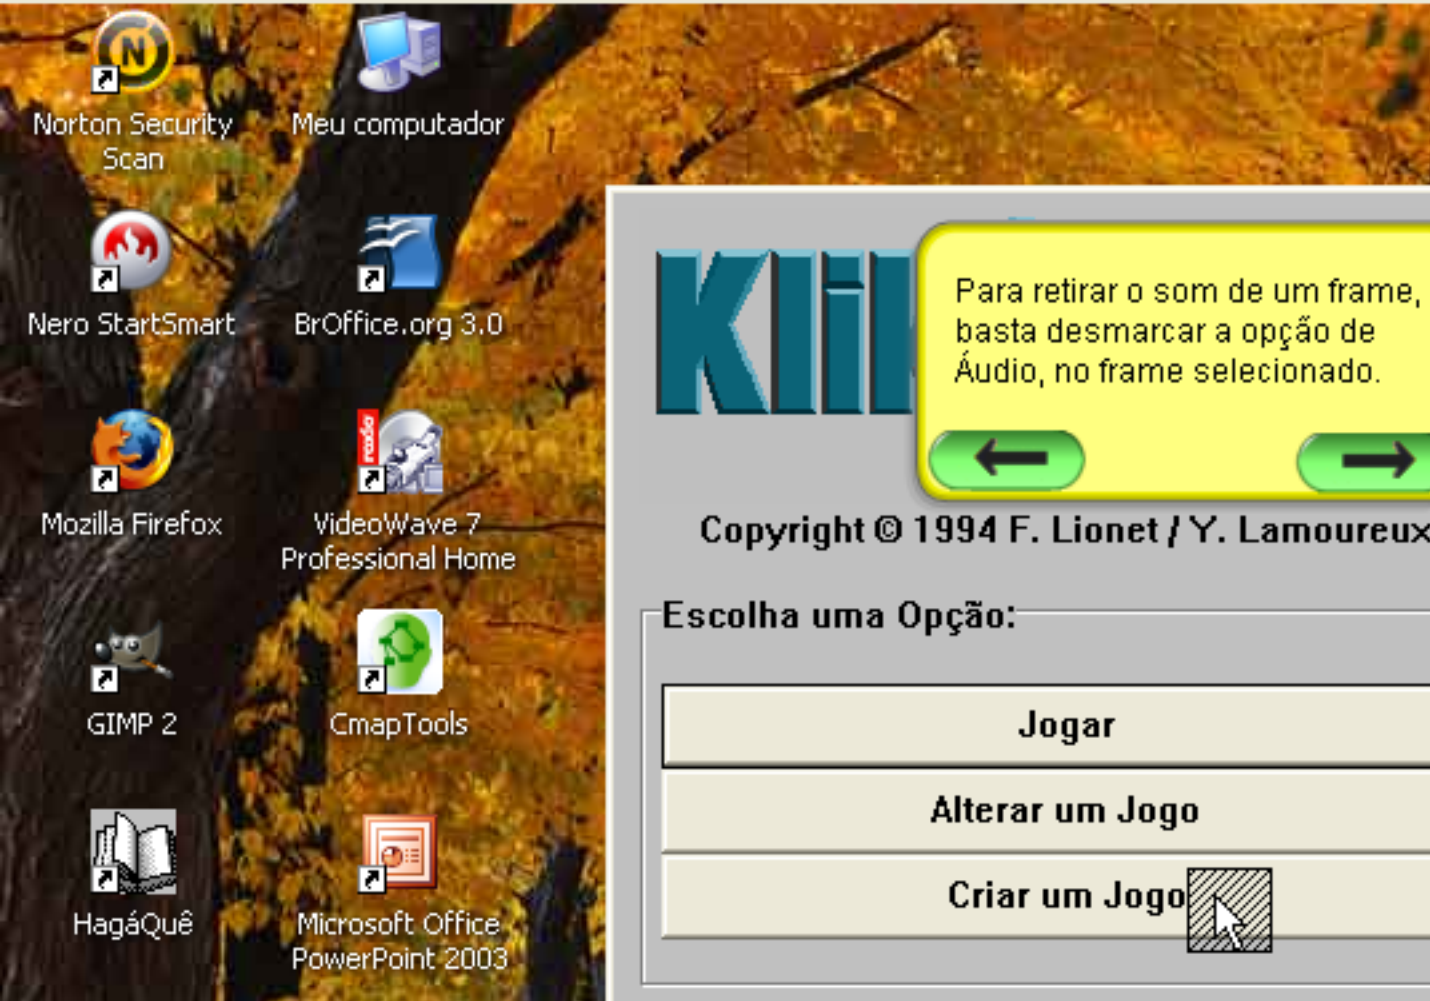 Norton Security
Scan
Meu computador
Nero StartSmart
BrOffice.org 3.0
Mozilla Firefox
roxio
VideoWave 7
Professional Home
GIMP 2
CmapTools
HagáQuê
Microsoft Office
PowerPoint 2003
Para retirar o som de um frame,
basta desmarcar a opção de
Áudio, no frame selecionado.
Copyright © 1994 F. Lionet / Y. Lamoureux
Escolha uma Opção:
Jogar
Alterar um Jogo
Criar um Jogo